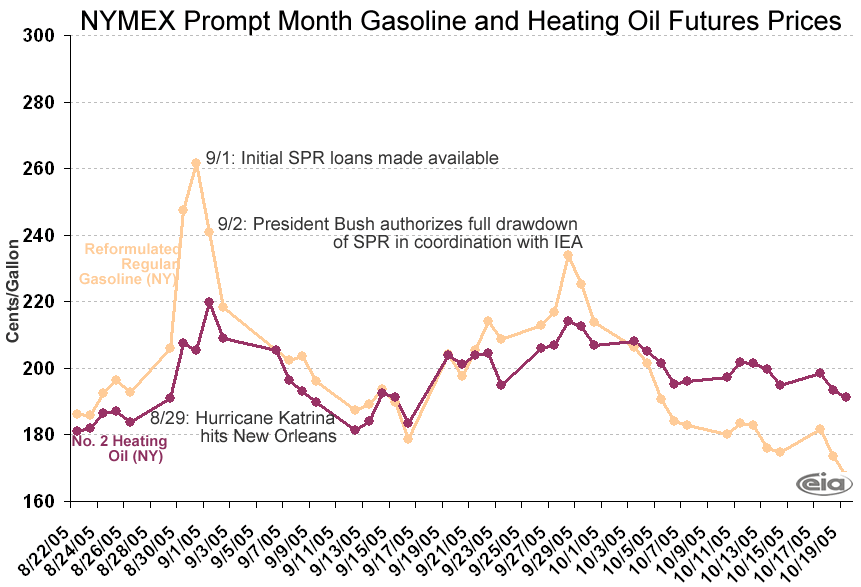 NYMEX Prompt Month Gasoline and Heating Oil Futures Prices
300
280
260
240
220
200
180
160
Cents/Gallon
9/1: Initial SPR loans made available
9/2: President Bush authorizes full drawdown
of SPR in coordination with IEA
Reformulated
Regular
Gasoline (NY)
8/29: Hurricane Katrina
hits New Orleans
No. 2 Heating
Oil (NY)
eia
8/22/05
8/24/05
8/26/05
8/28/05
8/30/05
9/1/05
9/3/05
9/5/05
9/7/05
9/9/05
9/11/05
9/13/05
9/15/05
9/17/05
9/19/05
9/21/05
9/23/05
9/25/05
9/27/05
9/29/05
10/1/05
10/3/05
10/5/05
10/7/05
10/9/05
10/11/05
10/13/05
10/15/05
10/17/05
10/19/05